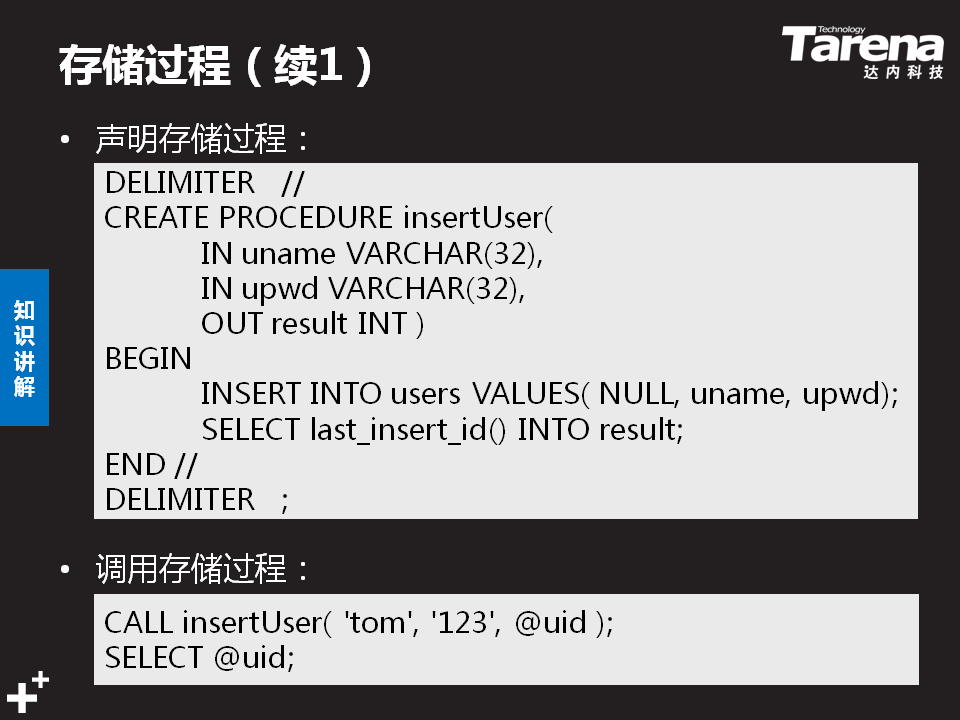 存储过程（续1）
Technology
Tarena
达内科技
• 声明存储过程：
DELIMITER //
CREATE PROCEDURE insertUser(
IN uname VARCHAR(32),
IN upwd VARCHAR(32),
OUT result INT )
BEGIN
INSERT INTO users VALUES( NULL, uname, upwd);
SELECT last_insert_id() INTO result;
END //
DELIMITER ;
知识讲解
• 调用存储过程：
CALL insertUser( 'tom', '123', @uid );
SELECT @uid;